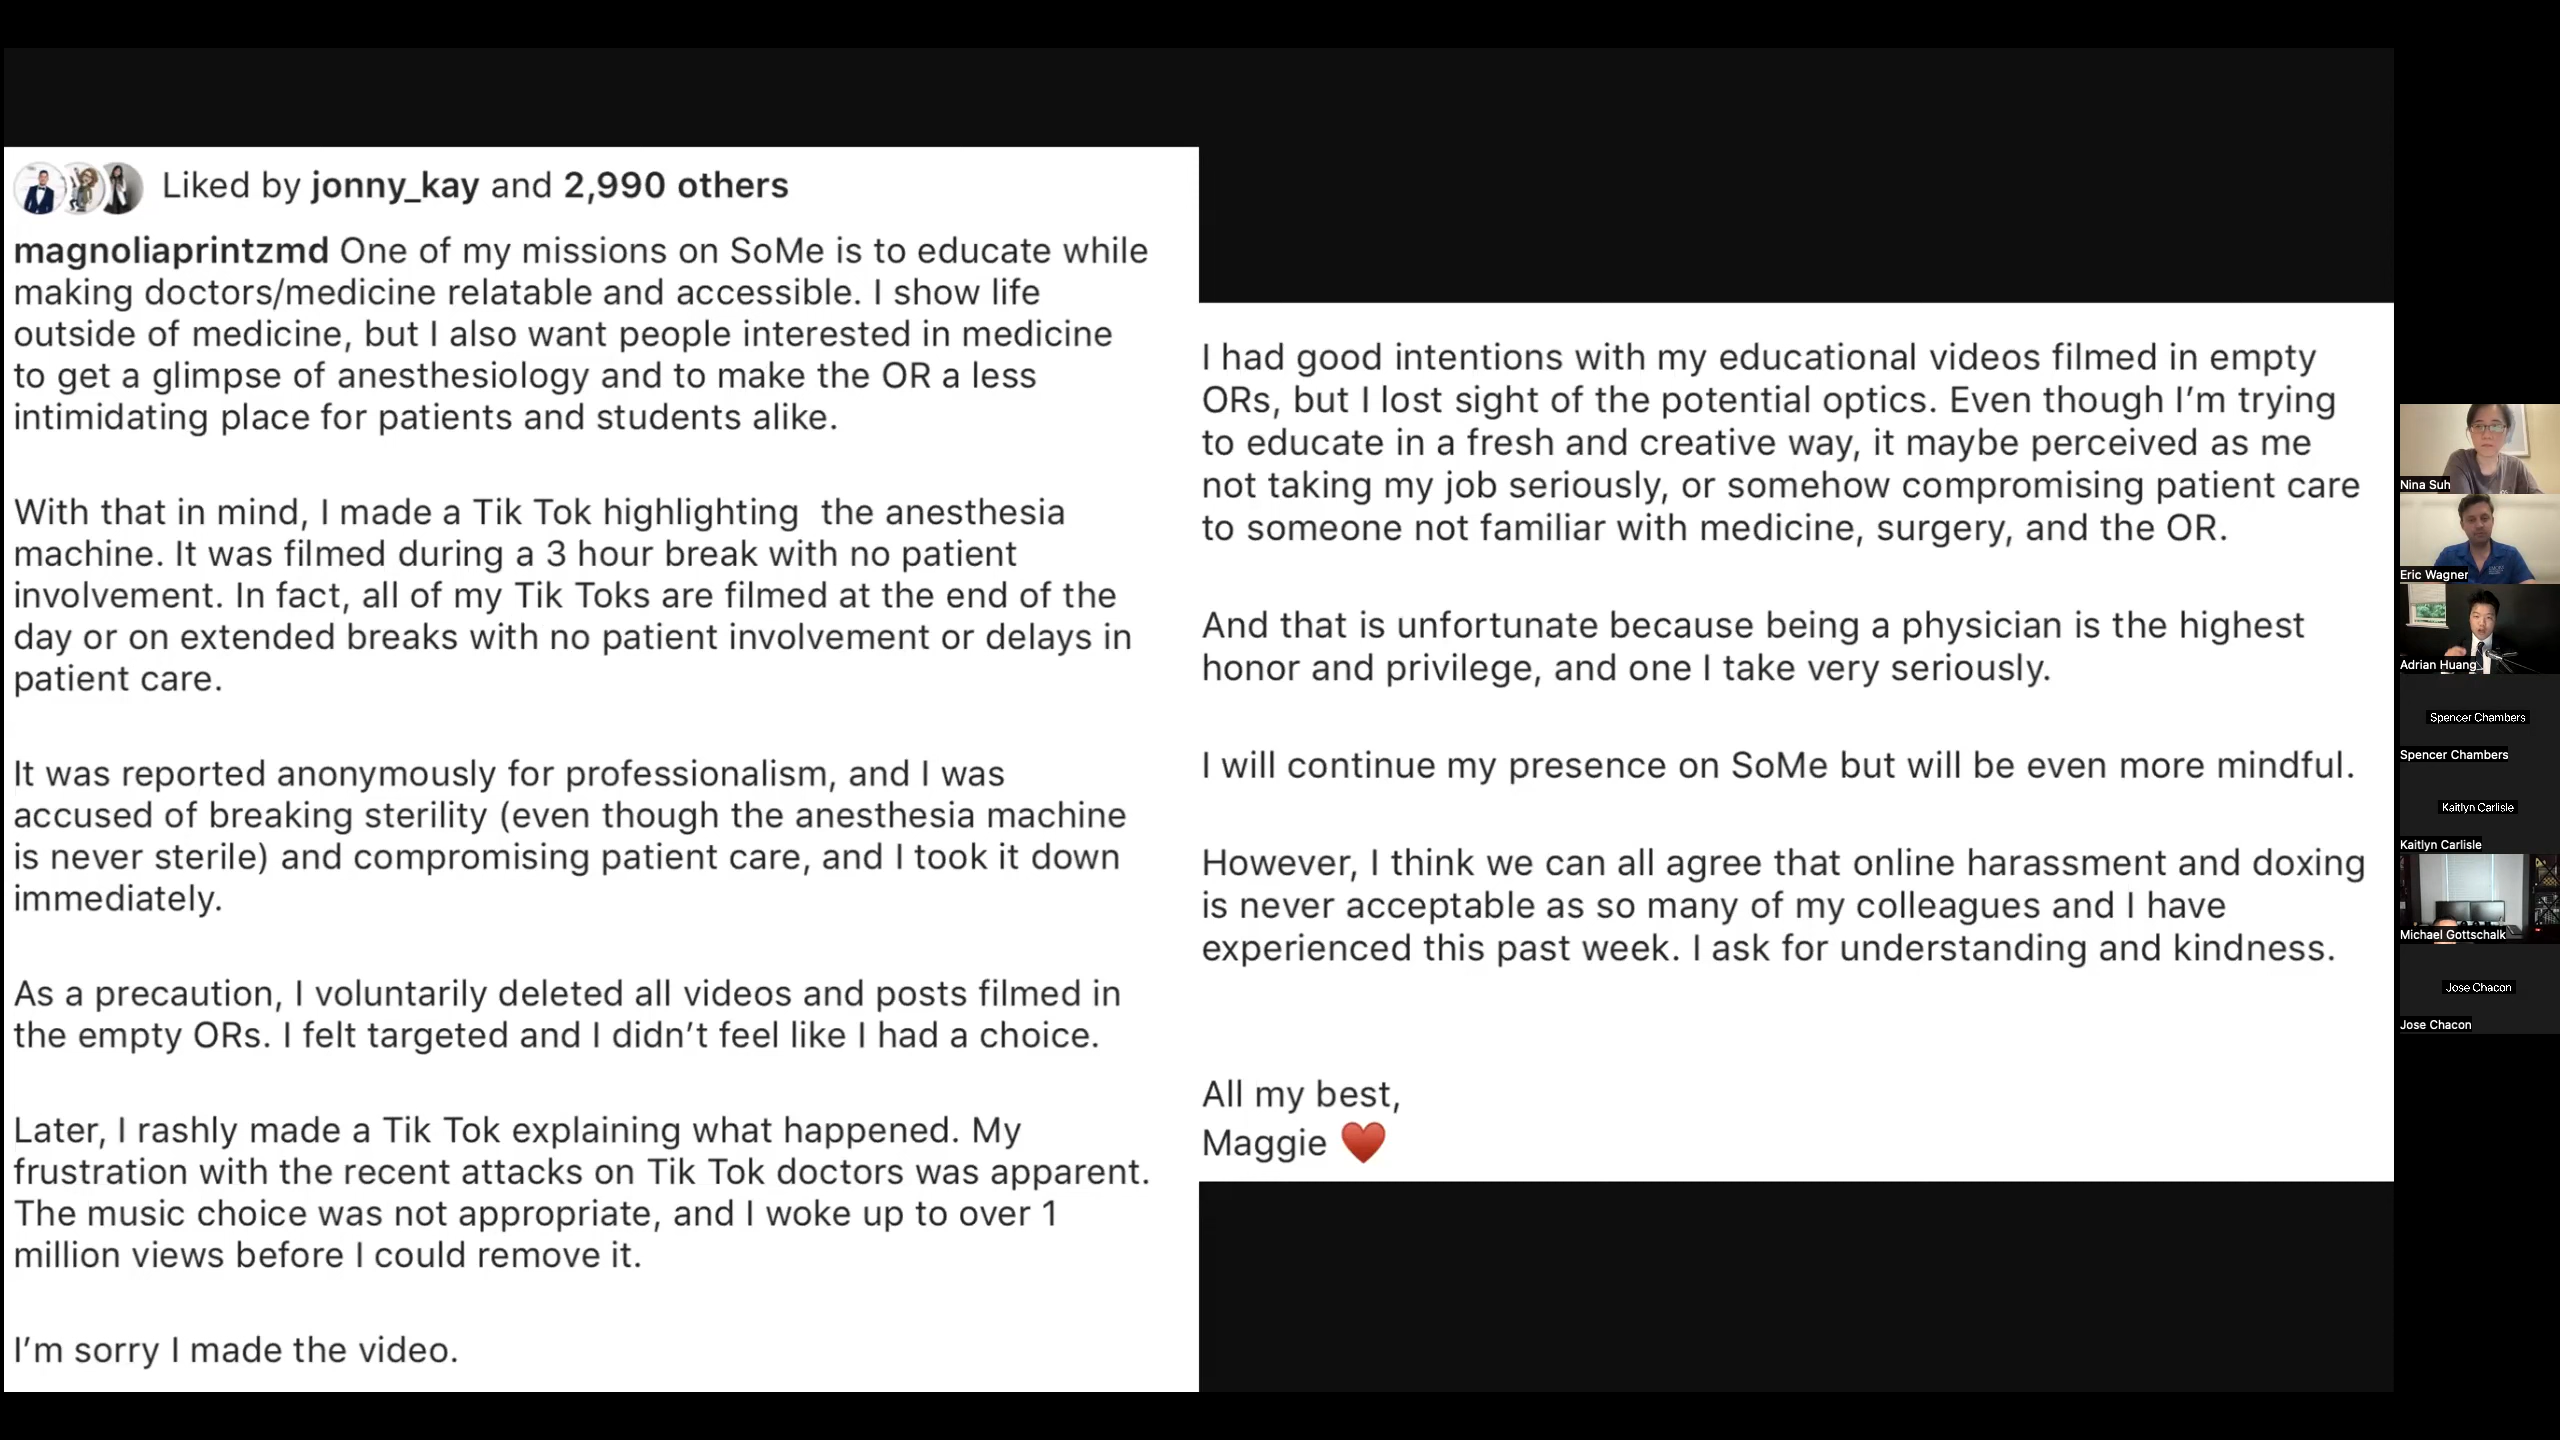 Liked by jonny_kay and 2,990 others
magnoliaprintzmd One of my missions on SoMe is to educate while
making doctors/medicine relatable and accessible. I show life
outside of medicine, but I also want people interested in medicine
to get a glimpse of anesthesiology and to make the OR a less
intimidating place for patients and students alike.
With that in mind, I made a Tik Tok highlighting  the anesthesia
machine. It was filmed during a 3 hour break with no patient
involvement. In fact, all of my Tik Toks are filmed at the end of the
day or on extended breaks with no patient involvement or delays in
patient care.
It was reported anonymously for professionalism, and I was
accused of breaking sterility (even though the anesthesia machine
is never sterile) and compromising patient care, and I took it down
immediately.
As a precaution, I voluntarily deleted all videos and posts filmed in
the empty ORs. I felt targeted and I didn’t feel like I had a choice.
Later, I rashly made a Tik Tok explaining what happened. My
frustration with the recent attacks on Tik Tok doctors was apparent.
The music choice was not appropriate, and I woke up to over 1
million views before I could remove it.
I’m sorry I made the video.
I had good intentions with my educational videos filmed in empty
ORs, but I lost sight of the potential optics. Even though I’m trying
to educate in a fresh and creative way, it maybe perceived as me
not taking my job seriously, or somehow compromising patient care
to someone not familiar with medicine, surgery, and the OR.
And that is unfortunate because being a physician is the highest
honor and privilege, and one I take very seriously.
I will continue my presence on SoMe but will be even more mindful.
However, I think we can all agree that online harassment and doxing
is never acceptable as so many of my colleagues and I have
experienced this past week. I ask for understanding and kindness.
All my best,
Maggie ♥️
Nina Suh
Eric Wagner
Adrian Huang
Spencer Chambers
Spencer Chambers
Kaitlyn Carlisle
Kaitlyn Carlisle
Michael Gottschalk
Jose Chacon
Jose Chacon